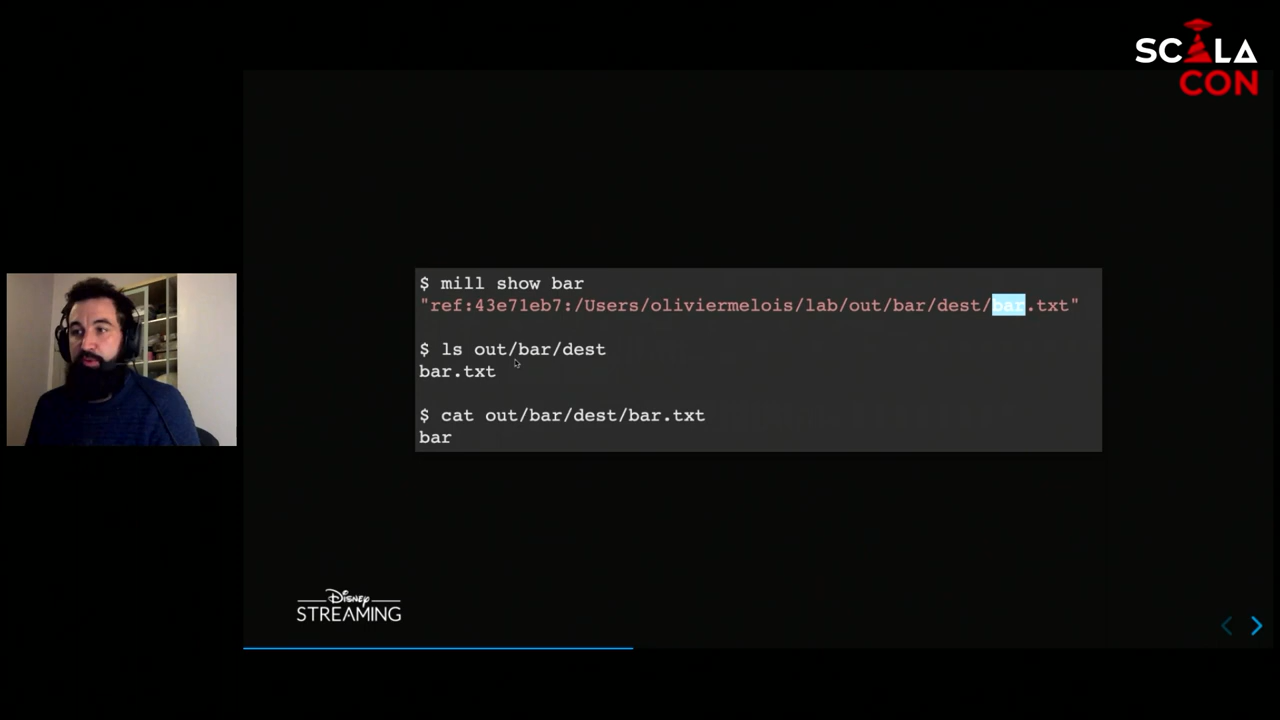 SCALA
CON
$ mill show bar
"ref:43e71eb7:/Users/oliviermelois/lab/out/bar/dest/bar.txt"
$ ls out/bar/dest
bar.txt
$ cat out/bar/dest/bar.txt
bar
Disney
STREAMING